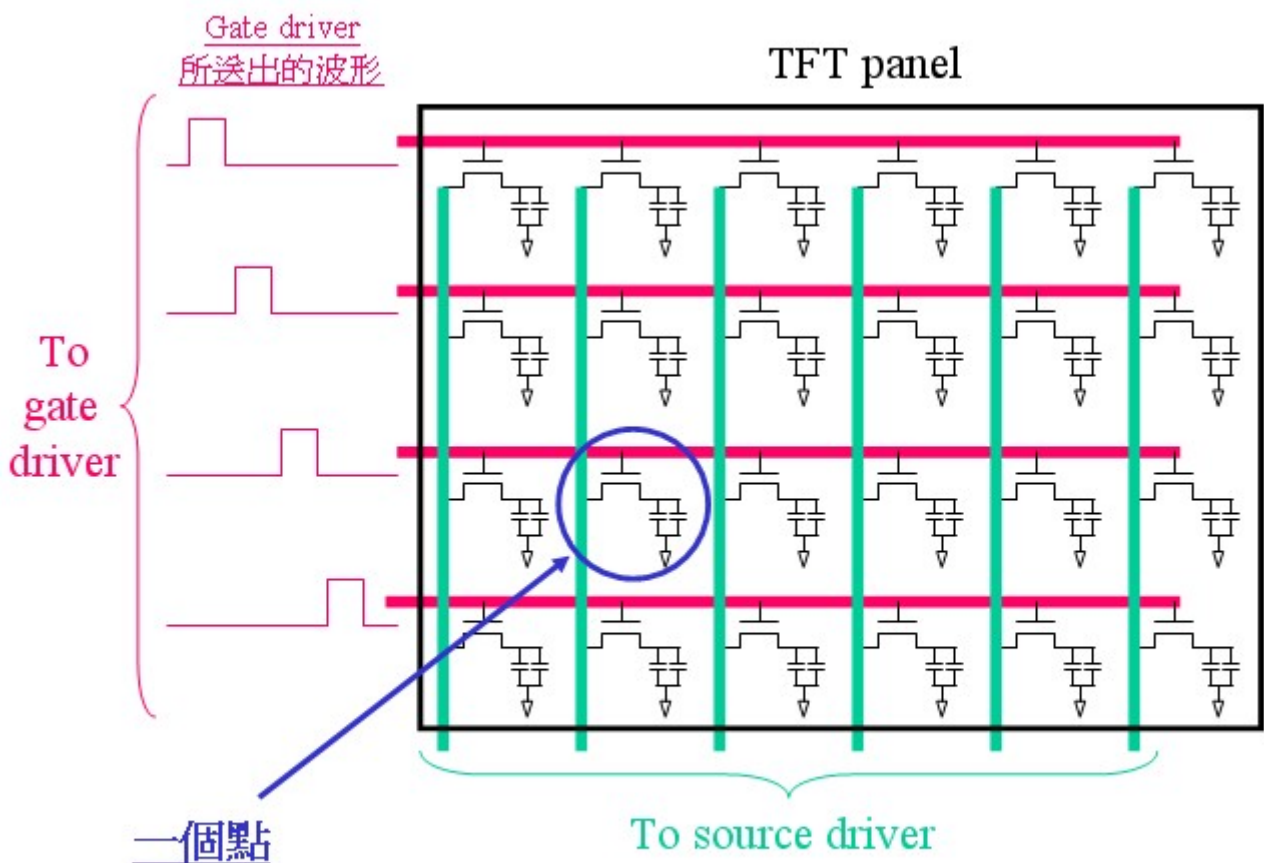 Gate driver
所送出的波形
TFT panel
To
gate
driver
一個點
To source driver